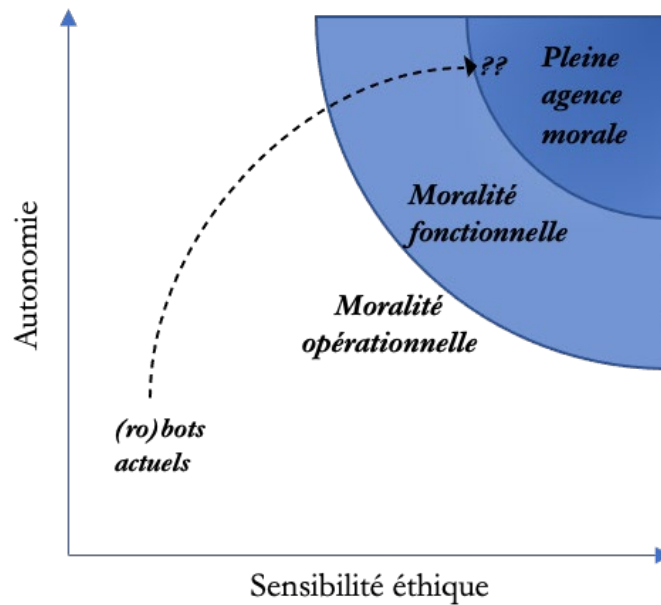 ??
Pleine
agence
morale
Moralité
fonctionnelle
Moralité
opérationnelle
(ro)bots
actuels
Autonomie
Sensibilité éthique